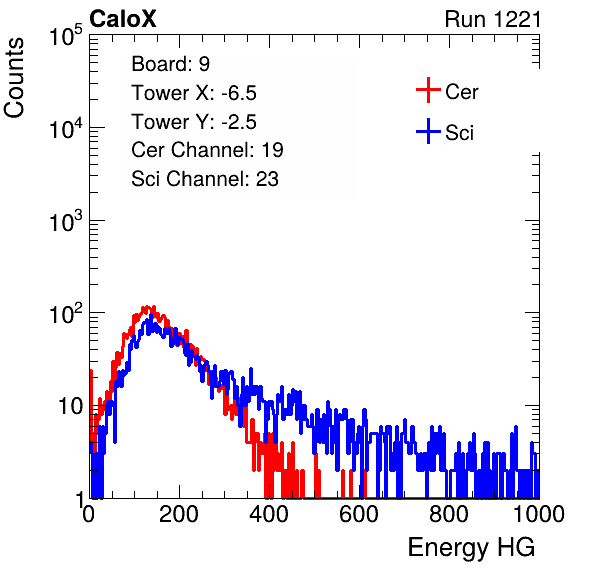 CaloX Run 1221
Counts
10^5
10^4
10^3
10^2
10
1
Board: 9
Tower X: -6.5
Tower Y: -2.5
Cer Channel: 19
Sci Channel: 23
Cer
Sci
0 200 400 600 800 1000
Energy HG